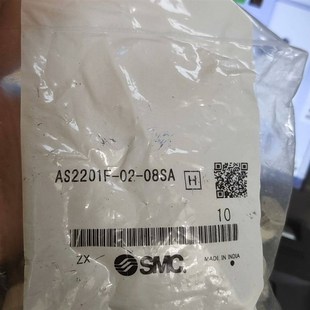 AS2201F-02-08SA H
10
ZX SMC. MADE IN INDIA